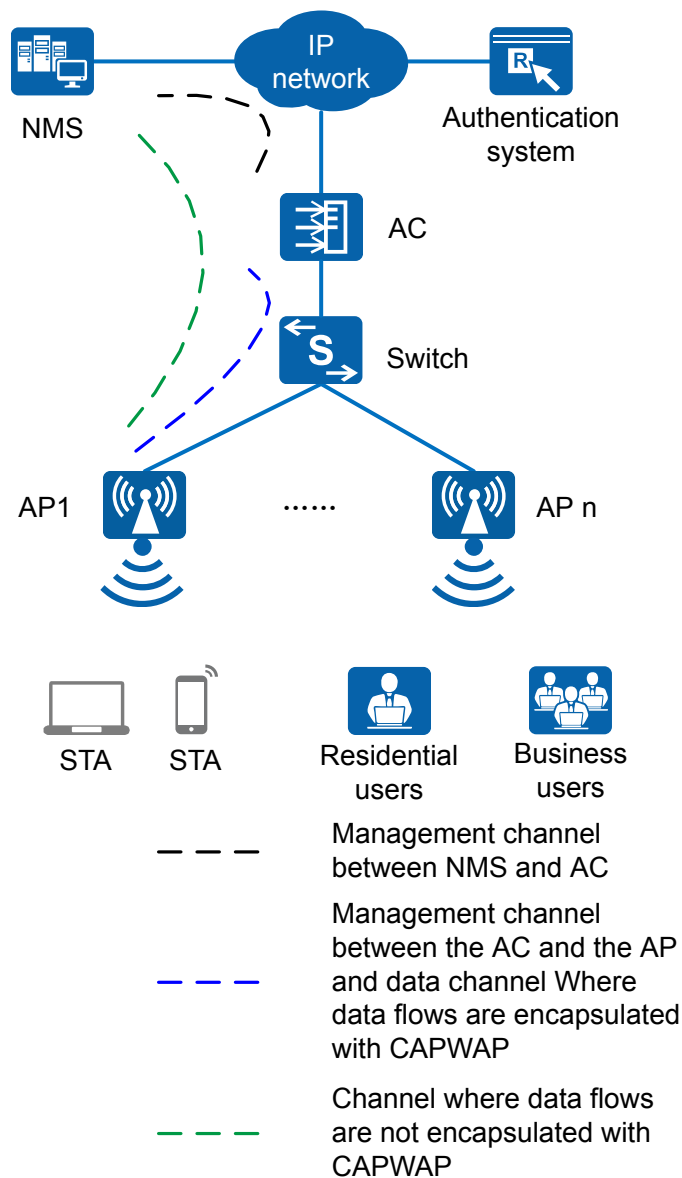 IP
network
R
NMS
Authentication
system
AC
S
Switch
AP1
......
AP n
STA
STA
Residential
users
Business
users
Management channel
between NMS and AC
Management channel
between the AC and the AP
and data channel Where
data flows are encapsulated
with CAPWAP
Channel where data flows
are not encapsulated with
CAPWAP